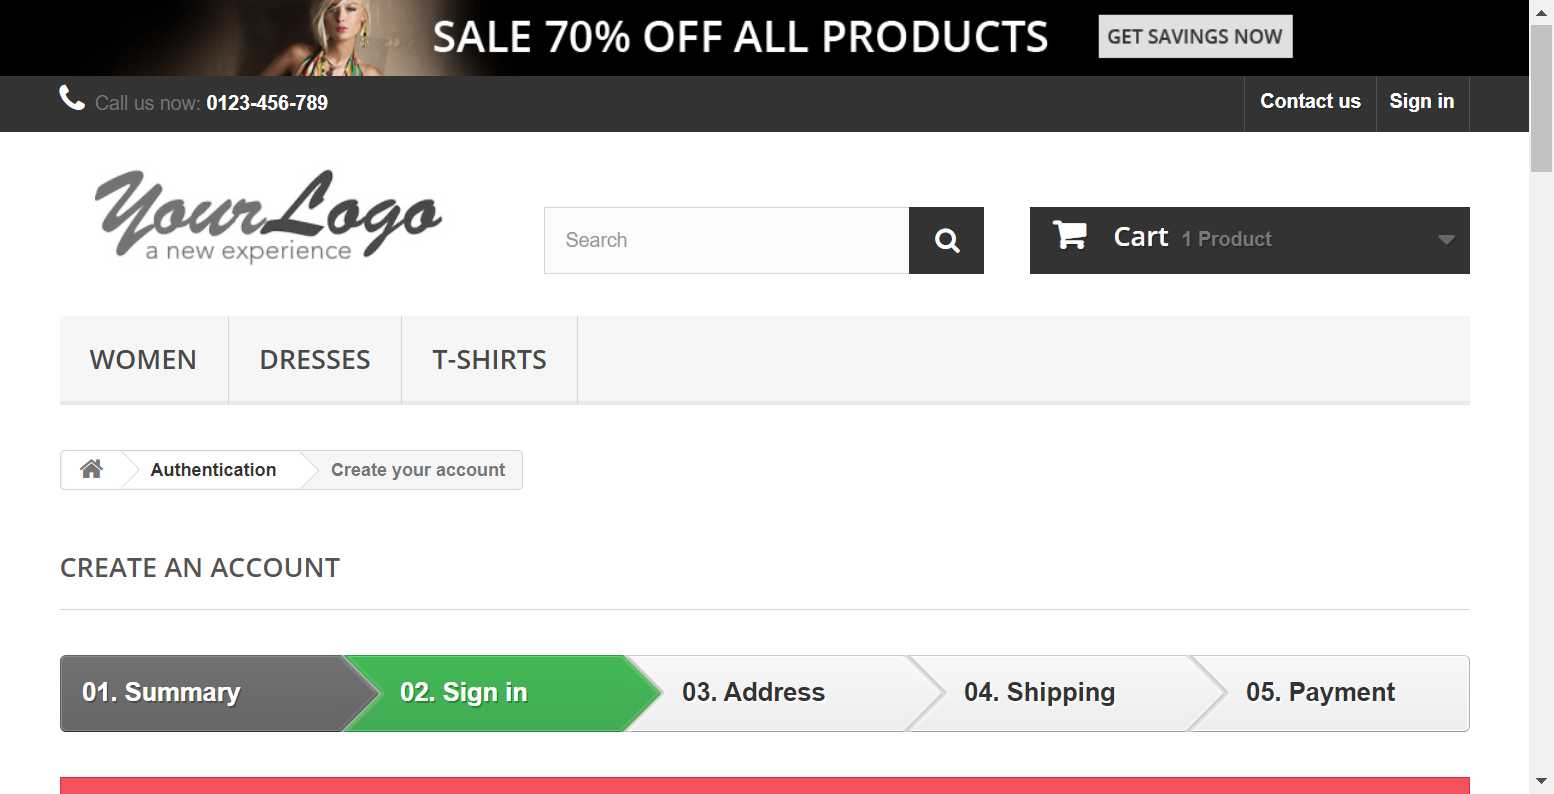 SALE 70% OFF ALL PRODUCTS
GET SAVINGS NOW
Call us now: 0123-456-789
Contact us
Sign in
Your Logo
a new experience
Search
Cart 1 Product
WOMEN
DRESSES
T-SHIRTS
Authentication
Create your account
CREATE AN ACCOUNT
01. Summary
02. Sign in
03. Address
04. Shipping
05. Payment